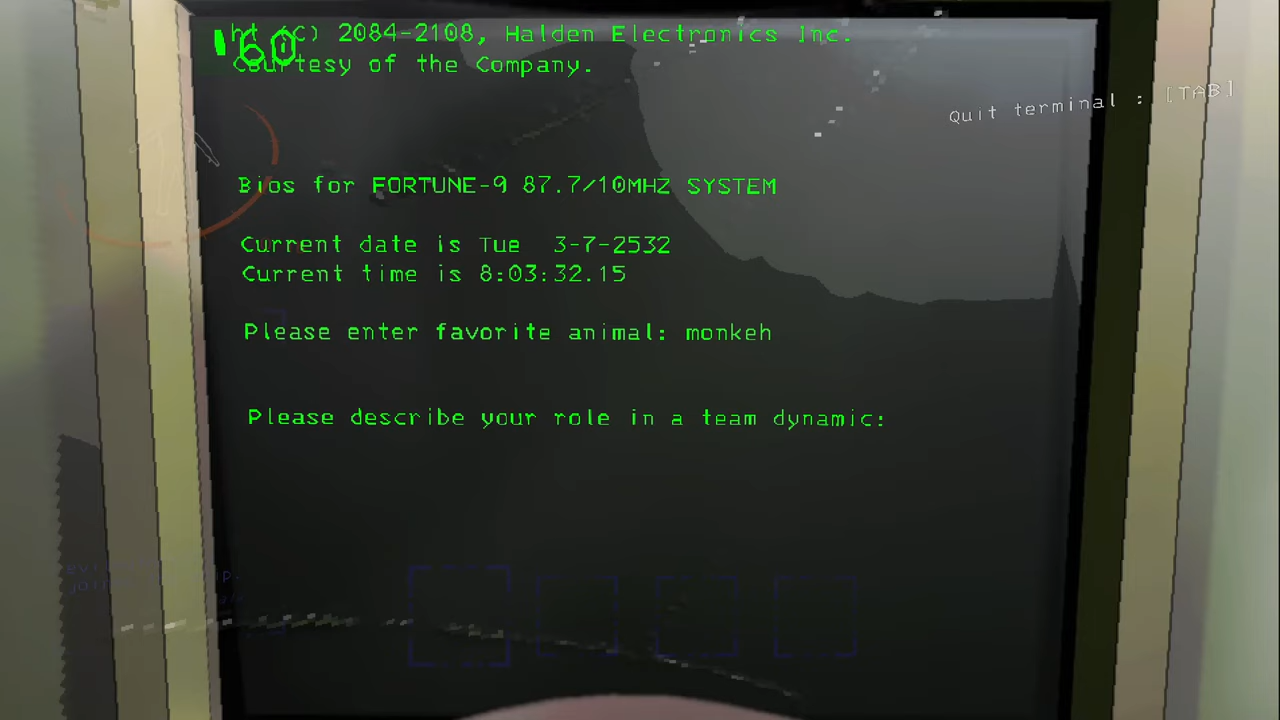 ht (C) 2084-2108, Halden Electronics Inc.
'60
Courtesy of the Company.
Quit terminal : [TAB]
Bios for FORTUNE-9 87.7/10MHZ SYSTEM
Current date is Tue  3-7-2532
Current time is 8:03:32.15
Please enter favorite animal: monkeh
Please describe your role in a team dynamic: